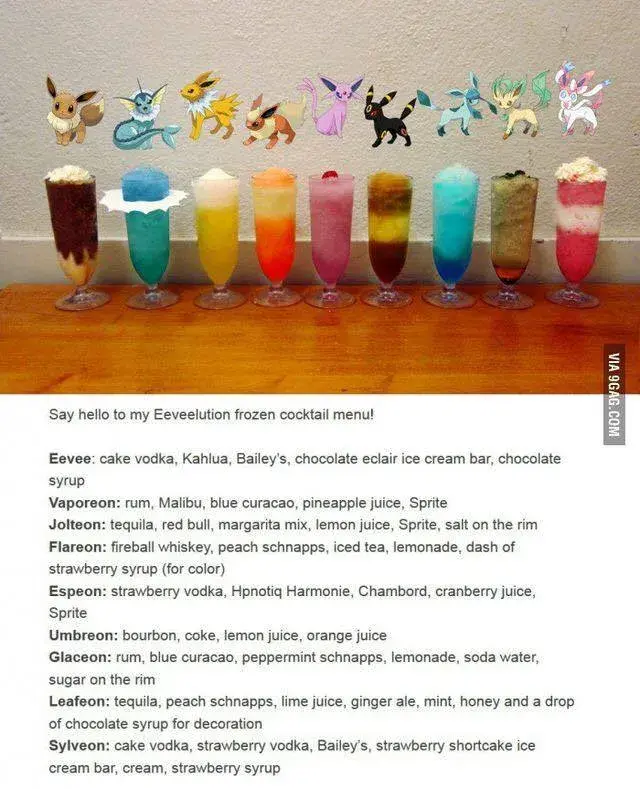 VIA 9GAG.COM
Say hello to my Eeveelution frozen cocktail menu!
Eevee: cake vodka, Kahlua, Bailey's, chocolate eclair ice cream bar, chocolate
syrup
Vaporeon: rum, Malibu, blue curacao, pineapple juice, Sprite
Jolteon: tequila, red bull, margarita mix, lemon juice, Sprite, salt on the rim
Flareon: fireball whiskey, peach schnapps, iced tea, lemonade, dash of
strawberry syrup (for color)
Espeon: strawberry vodka, Hpnotiq Harmonie, Chambord, cranberry juice,
Sprite
Umbreon: bourbon, coke, lemon juice, orange juice
Glaceon: rum, blue curacao, peppermint schnapps, lemonade, soda water,
sugar on the rim
Leafeon: tequila, peach schnapps, lime juice, ginger ale, mint, honey and a drop
of chocolate syrup for decoration
Sylveon: cake vodka, strawberry vodka, Bailey's, strawberry shortcake ice
cream bar, cream, strawberry syrup